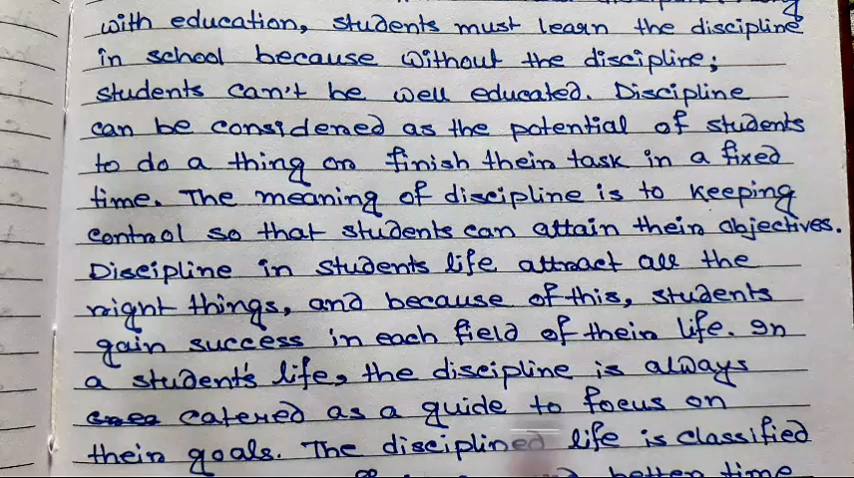 with education, students must learn the discipline
in school because without the discipline;
students can't be well educated. Discipline
can be considered as the potential of students
to do a thing or finish their task in a fixed
time. The meaning of discipline is to keeping
control so that students can attain their objectives.
Discipline in students life attract all the
right things, and because of this, students
gain success in each field of their life. In
a student's life, the discipline is always
catered as a guide to focus on
their goals. The disciplined life is classified
better time